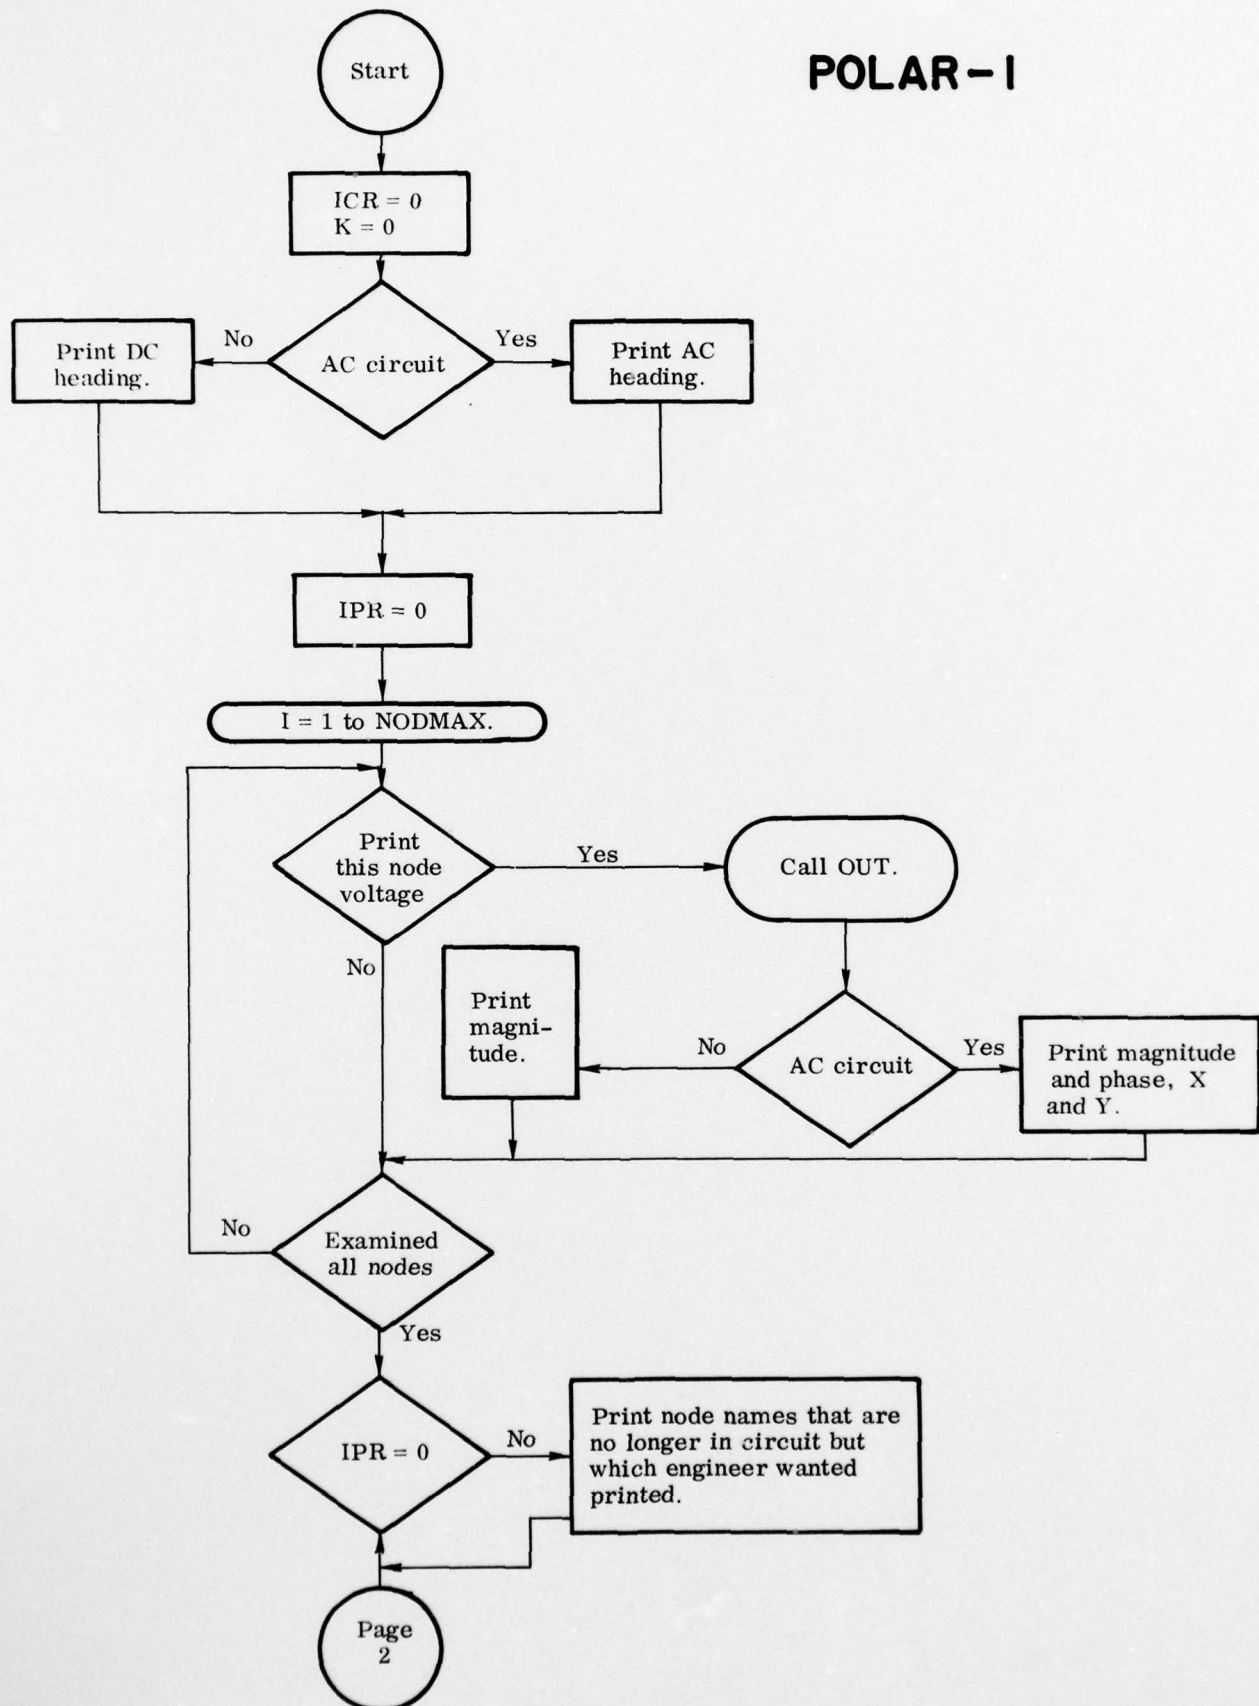 POLAR-1
Start
ICR = 0
K = 0
No
Yes
Print DC
heading.
AC circuit
Print AC
heading.
IPR = 0
I = 1 to NODMAX.
Print
this node
voltage
Yes
Call OUT.
No
Print
magni-
tude.
No
AC circuit
Yes
Print magnitude
and phase, X
and Y.
No
Examined
all nodes
Yes
IPR = 0
No
Print node names that are
no longer in circuit but
which engineer wanted
printed.
Page
2